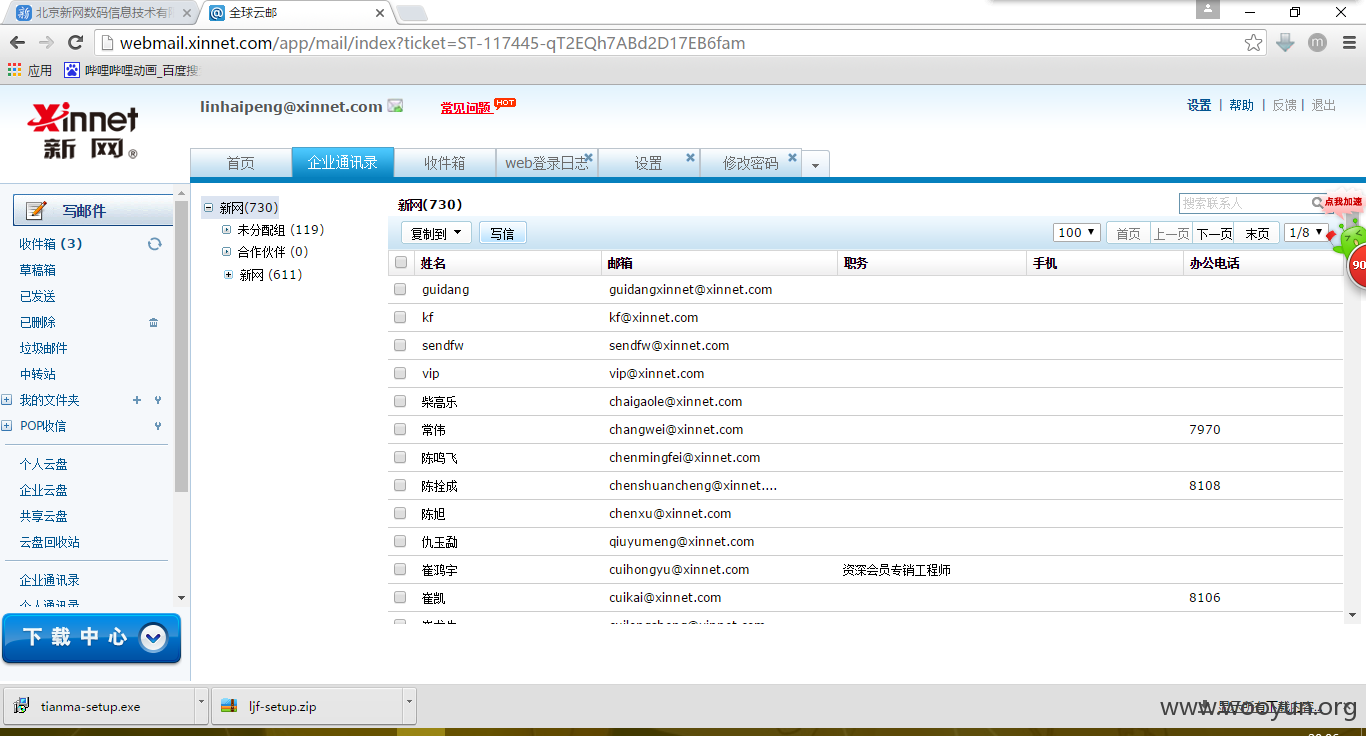 北京新网数码信息技术有
全球云邮
webmail.xinnet.com/app/mail/index?ticket=ST-117445-qT2EQh7ABd2D17EB6fam
应用 哔哩哔哩动画_百度搜
Xinnet
新网®
linhaipeng@xinnet.com 常见问题 HOT
设置 | 帮助 | 反馈 | 退出
首页 企业通讯录 收件箱 web登录日志 设置 修改密码
写邮件
收件箱 (3)
草稿箱
已发送
已删除
垃圾邮件
中转站
我的文件夹
POP收信
个人云盘
企业云盘
共享云盘
云盘回收站
企业通讯录
个人通讯录
下载中心
新网(730)
未分配组 (119)
合作伙伴 (0)
新网 (611)
新网(730)
搜索联系人
点我加速
90
复制到 写信 100 首页 上一页 下一页 末页 1/8
姓名 邮箱 职务 手机 办公电话
guidang guidangxinnet@xinnet.com
kf kf@xinnet.com
sendfw sendfw@xinnet.com
vip vip@xinnet.com
柴高乐 chaigaole@xinnet.com
常伟 changwei@xinnet.com 7970
陈鸣飞 chenmingfei@xinnet.com
陈拴成 chenshuancheng@xinnet.... 8108
陈旭 chenxu@xinnet.com
仇玉勐 qiuyumeng@xinnet.com
崔鸿宇 cuihongyu@xinnet.com 资深会员专销工程师
崔凯 cuikai@xinnet.com 8106
tianma-setup.exe
ljf-setup.zip
www.wooyun.org